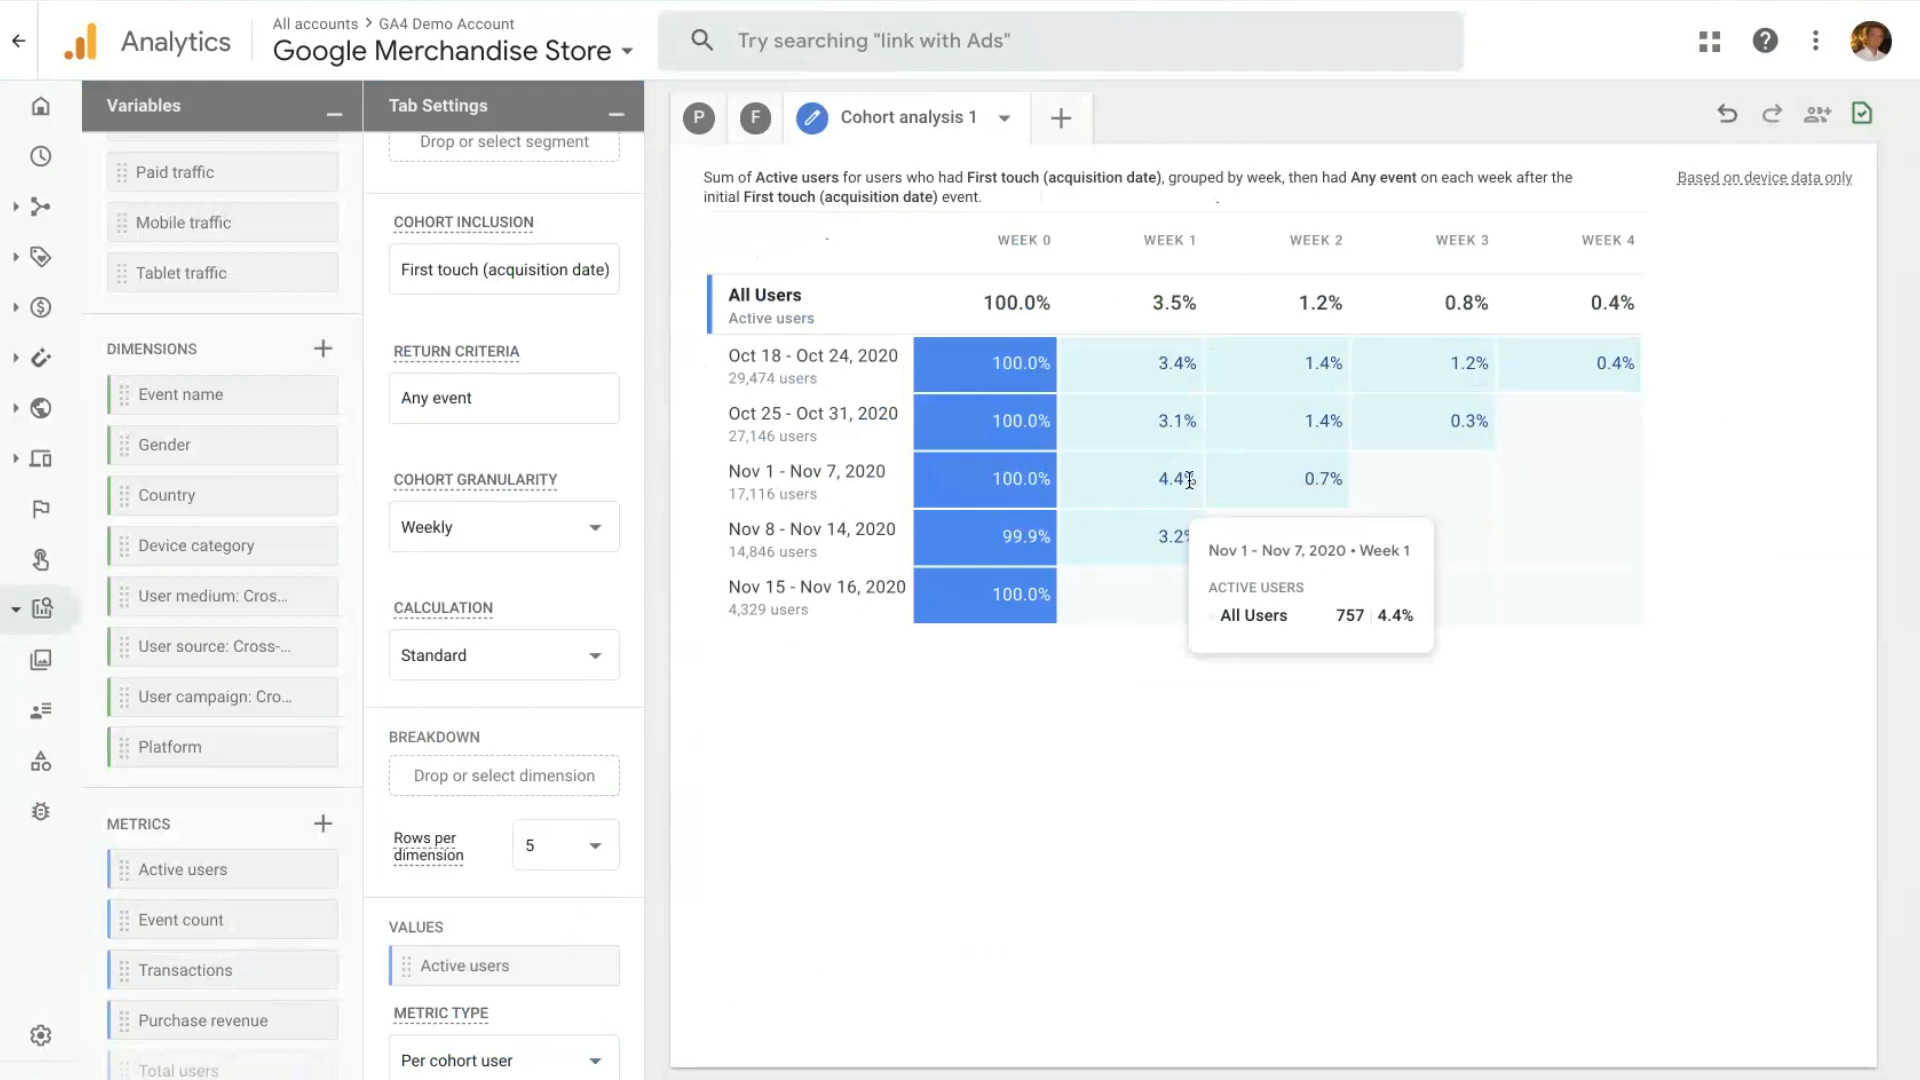 All accounts > GA4 Demo Account
Analytics
Google Merchandise Store
Try searching "link with Ads"
Variables
Paid traffic
Mobile traffic
Tablet traffic
DIMENSIONS
Event name
Gender
Country
Device category
User medium: Cros...
User source: Cross-...
User campaign: Cro...
Platform
METRICS
Active users
Event count
Transactions
Purchase revenue
Total users
Tab Settings
Drop or select segment
COHORT INCLUSION
First touch (acquisition date)
RETURN CRITERIA
Any event
COHORT GRANULARITY
Weekly
CALCULATION
Standard
BREAKDOWN
Drop or select dimension
Rows per
dimension
5
VALUES
Active users
METRIC TYPE
Per cohort user
P
F
Cohort analysis 1
Sum of Active users for users who had First touch (acquisition date), grouped by week, then had Any event on each week after the
initial First touch (acquisition date) event.
Based on device data only
WEEK 0 WEEK 1 WEEK 2 WEEK 3 WEEK 4
All Users 100.0% 3.5% 1.2% 0.8% 0.4%
Active users
Oct 18 - Oct 24, 2020 100.0% 3.4% 1.4% 1.2% 0.4%
29,474 users
Oct 25 - Oct 31, 2020 100.0% 3.1% 1.4% 0.3%
27,146 users
Nov 1 - Nov 7, 2020 100.0% 4.4% 0.7%
17,116 users
Nov 8 - Nov 14, 2020 99.9% 3.2%
14,846 users
Nov 15 - Nov 16, 2020 100.0%
4,329 users
Nov 1 - Nov 7, 2020 • Week 1
ACTIVE USERS
All Users 757 4.4%